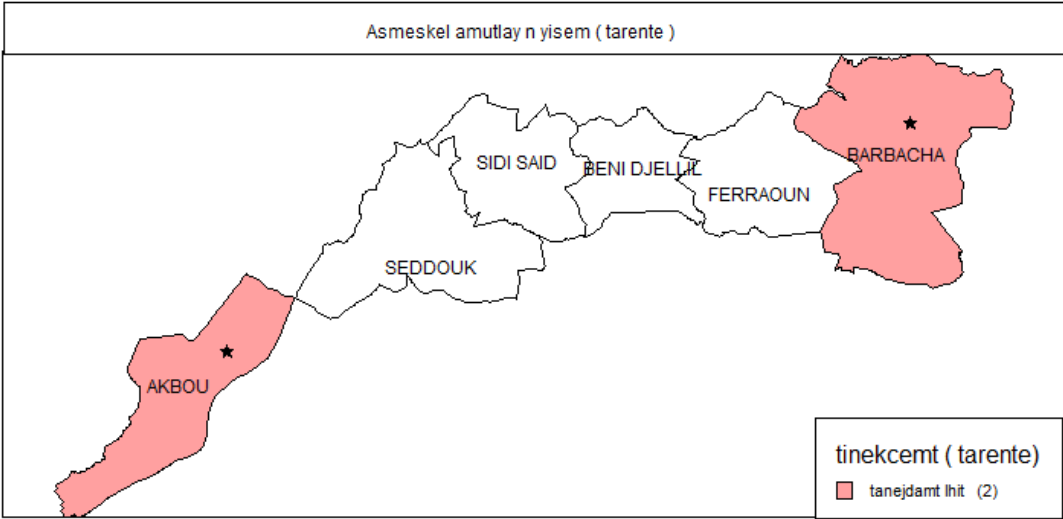 Asmeskel amutlay n yisem ( tarente )
SIDI SAID
BENI DJELLIL
BARBACHA
FERRAOUN
SEDDOUK
AKBOU
tinekcemt ( tarente)
tanejdamt lhit (2)